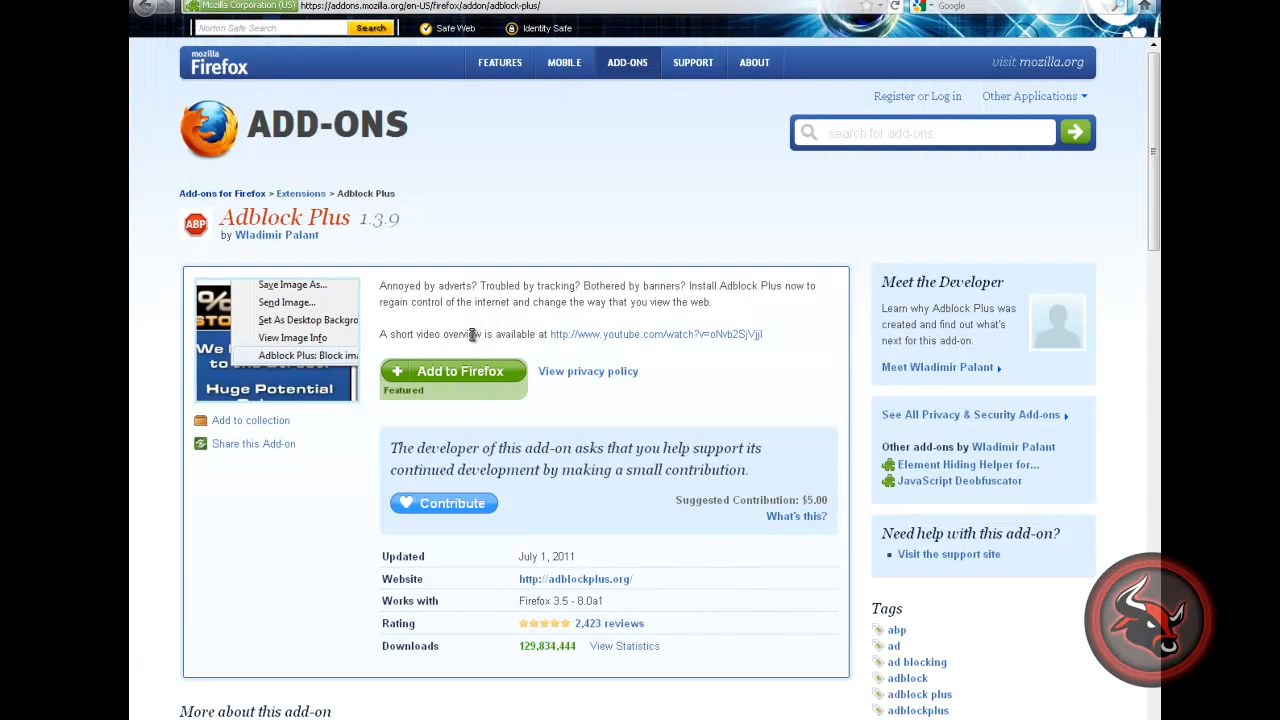 Mozilla Corporation (US)
https://addons.mozilla.org/en-US/firefox/addon/adblock-plus/
Google
Norton Safe Search
Search
Safe Web
Identity Safe
mozilla
Firefox
FEATURES
MOBILE
ADD-ONS
SUPPORT
ABOUT
visit mozilla.org
Register or Log in
Other Applications
ADD-ONS
search for add-ons
Add-ons for Firefox > Extensions > Adblock Plus
ABP
Adblock Plus 1.3.9
by Wladimir Palant
%
STO
We
to the
Huge Potential
Save Image As...
Send Image...
Set As Desktop Backgro
View Image Info
Adblock Plus: Block im
Annoyed by adverts? Troubled by tracking? Bothered by banners? Install Adblock Plus now to
regain control of the internet and change the way that you view the web.
A short video overview is available at http://www.youtube.com/watch?v=oNvb2SjVjjI
Add to Firefox
Featured
View privacy policy
Add to collection
Share this Add-on
The developer of this add-on asks that you help support its
continued development by making a small contribution.
Contribute
Suggested Contribution: $5.00
What's this?
Updated July 1, 2011
Website http://adblockplus.org/
Works with Firefox 3.5 - 8.0a1
Rating 2,423 reviews
Downloads 129,834,444 View Statistics
More about this add-on
Meet the Developer
Learn why Adblock Plus was
created and find out what's
next for this add-on.
Meet Wladimir Palant
See All Privacy & Security Add-ons
Other add-ons by Wladimir Palant
Element Hiding Helper for...
JavaScript Deobfuscator
Need help with this add-on?
Visit the support site
Tags
abp
ad
ad blocking
adblock
adblock plus
adblockplus